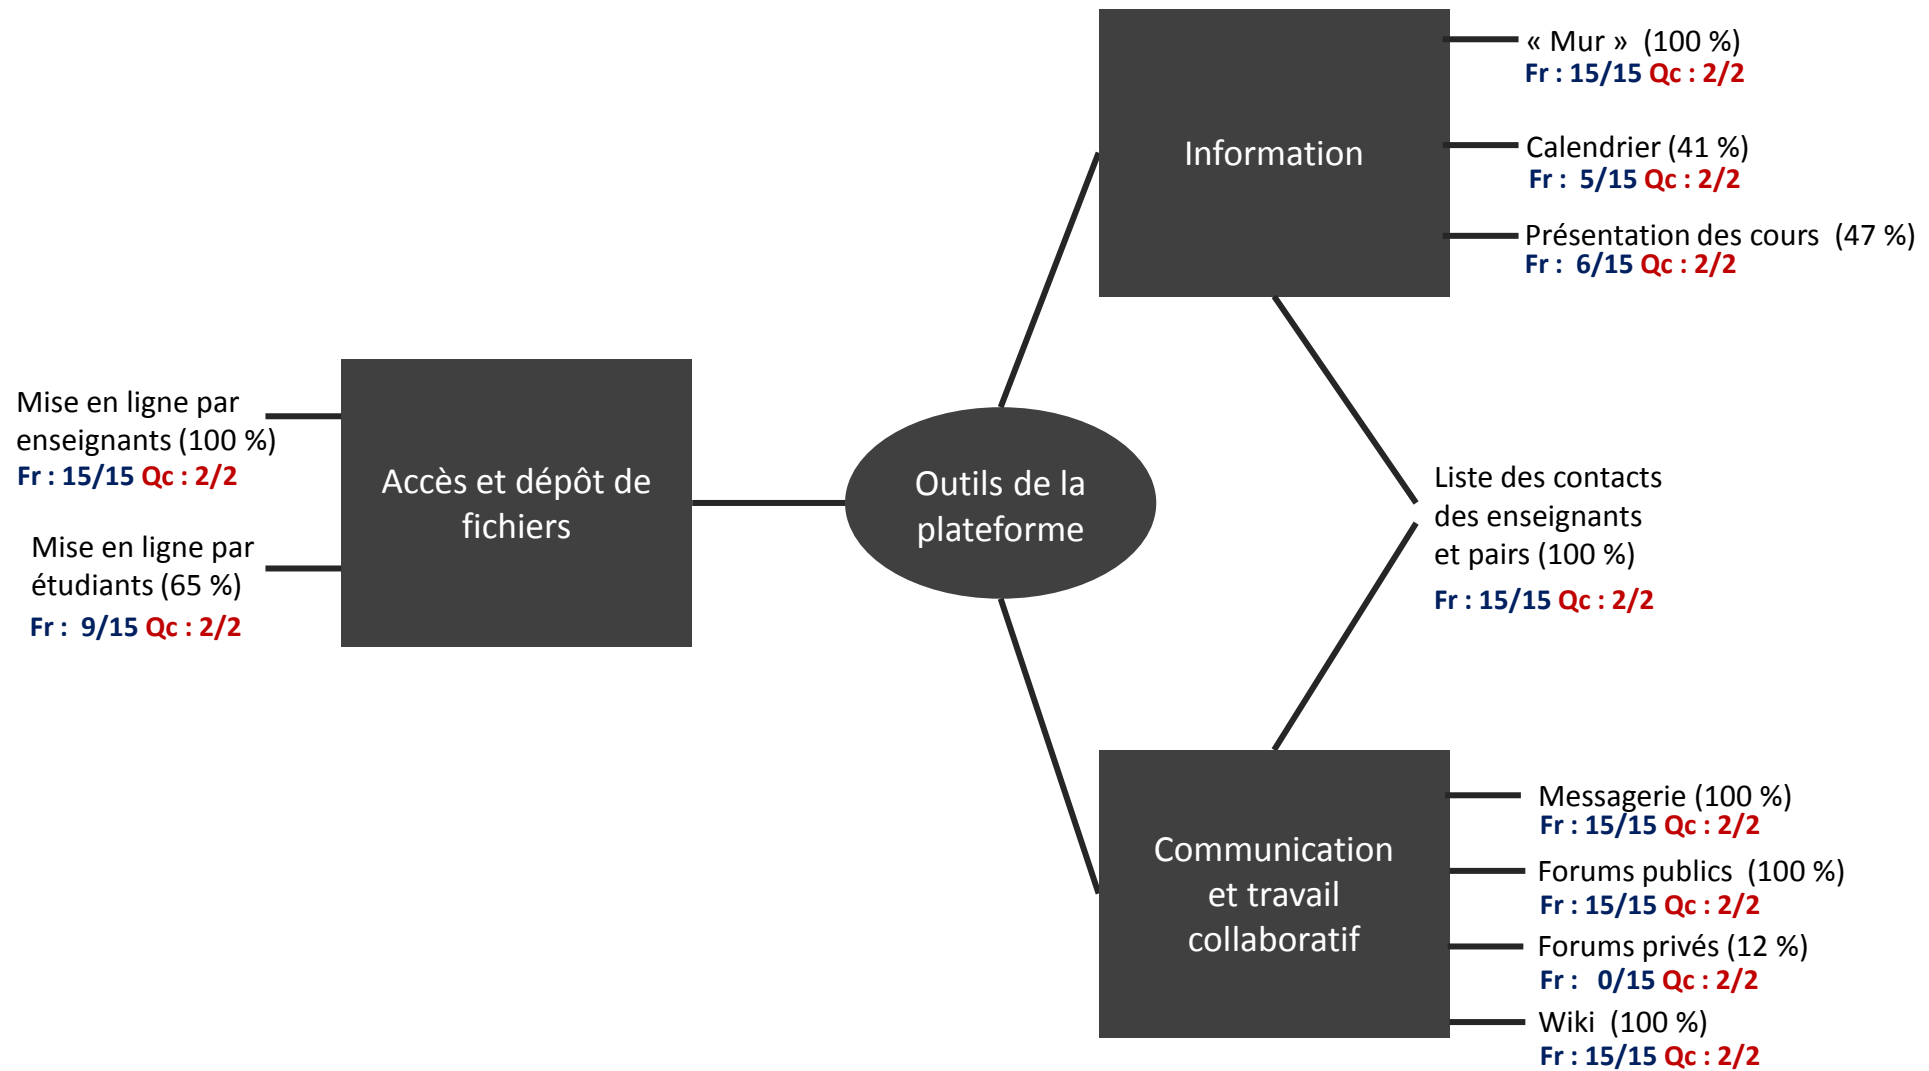 « Mur »  (100 %)
Fr : 15/15 Qc : 2/2
Information
Calendrier (41 %)
Fr :  5/15 Qc : 2/2
Présentation des cours  (47 %)
Fr :  6/15 Qc : 2/2
Mise en ligne par
enseignants (100 %)
Fr : 15/15 Qc : 2/2
Mise en ligne par
étudiants (65 %)
Fr :  9/15 Qc : 2/2
Accès et dépôt de
fichiers
Outils de la
plateforme
Liste des contacts
des enseignants
et pairs (100 %)
Fr : 15/15 Qc : 2/2
Communication
et travail
collaboratif
Messagerie (100 %)
Fr : 15/15 Qc : 2/2
Forums publics  (100 %)
Fr : 15/15 Qc : 2/2
Forums privés (12 %)
Fr :   0/15 Qc : 2/2
Wiki  (100 %)
Fr : 15/15 Qc : 2/2